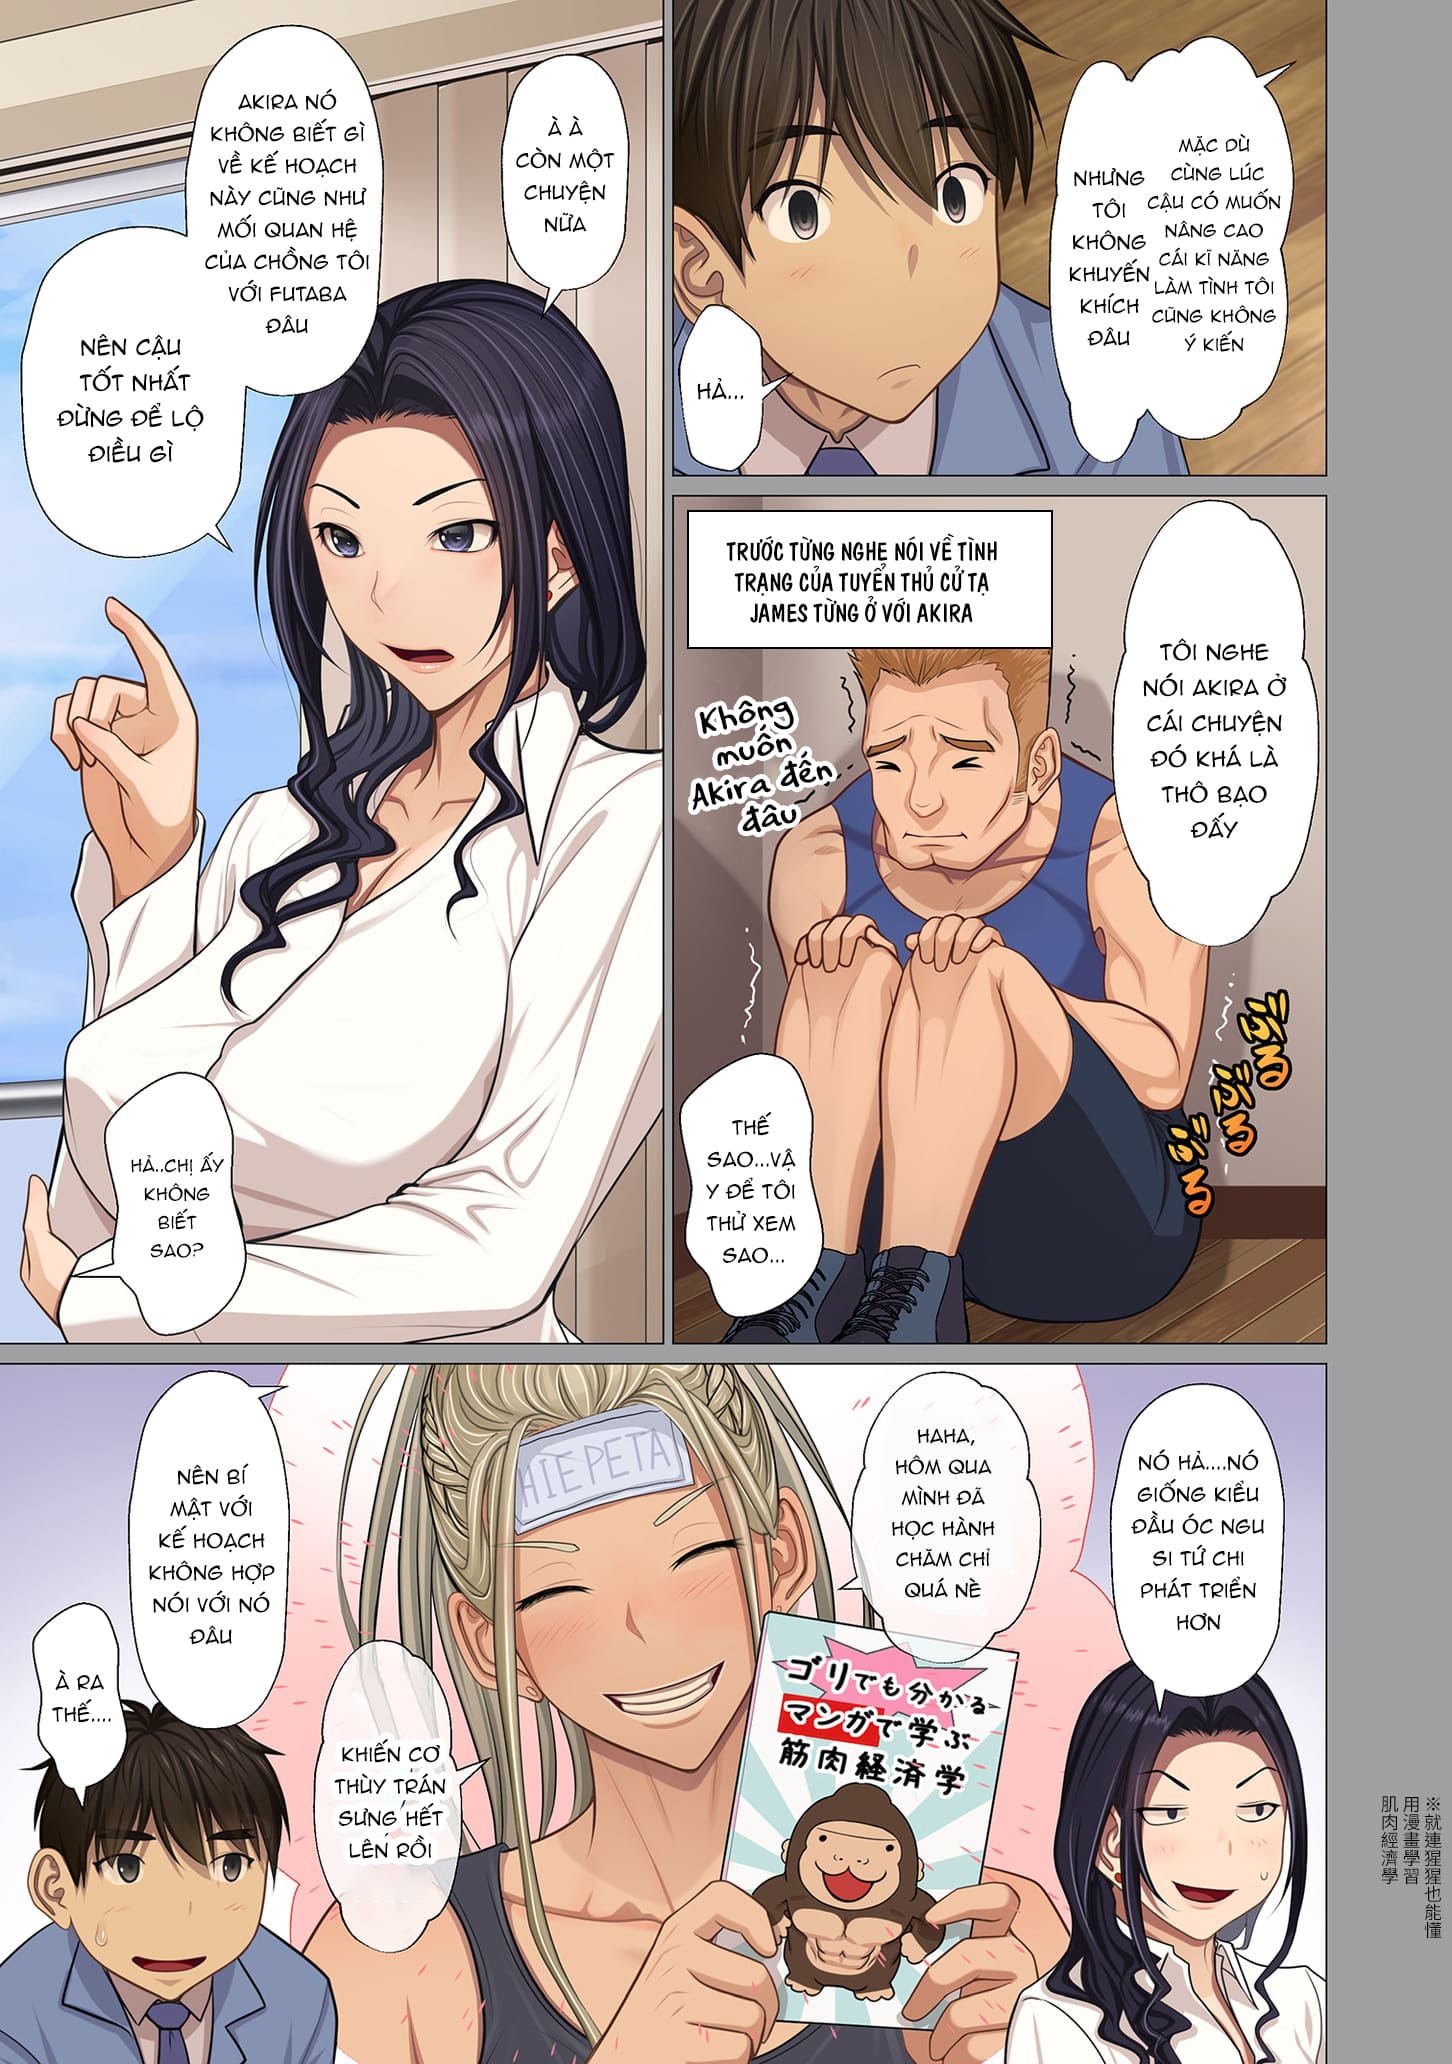 MẶC DÙ
CÙNG LÚC
CẬU CÓ MUỐN
NÂNG CAO
CÁI KĨ NĂNG
LÀM TÌNH TÔI
CŨNG KHÔNG
Ý KIẾN
NHƯNG
TÔI
KHÔNG
KHUYẾN
KHÍCH
ĐÂU
HẢ...
TÔI NGHE
NÓI AKIRA Ở
CÁI CHUYỆN
ĐÓ KHÁ LÀ
THÔ BẠO
ĐẤY
TRƯỚC TỪNG NGHE NÓI VỀ TÌNH
TRẠNG CỦA TUYỂN THỦ CỬ TẠ
JAMES TỪNG Ở VỚI AKIRA
Không
muốn
Akira đến
đâu
ぶる
ぶる
ぶる
THẾ
SAO...VẬ
Y ĐỂ TÔI
THỬ XEM
SAO...
À À
CÒN MỘT
CHUYỆN
NỮA
AKIRA NÓ
KHÔNG BIẾT GÌ
VỀ KẾ HOẠCH
NÀY CŨNG NHƯ
MỐI QUAN HỆ
CỦA CHỒNG TÔI
VỚI FUTABA
ĐÂU
NÊN CẬU
TỐT NHẤT
ĐỪNG ĐỂ LỘ
ĐIỀU GÌ
HẢ..CHỊ ẤY
KHÔNG
BIẾT
SAO?
NÓ HẢ....NÓ
GIỐNG KIỂU
ĐẦU ÓC NGU
SI TỨ CHI
PHÁT TRIỂN
HƠN
HAHA,
HÔM QUA
MÌNH ĐÃ
HỌC HÀNH
CHĂM CHỈ
QUÁ NÈ
HIEPETA
ゴリでも分かる
マンガで学ぶ
筋肉経済学
KHIẾN CƠ
THÙY TRÁN
SƯNG HẾT
LÊN RỒI
NÊN BÍ
MẬT VỚI
KẾ HOẠCH
KHÔNG HỢP
NÓI VỚI NÓ
ĐÂU
À RA
THẾ....
※就連猩猩也能懂
用漫畫學習
肌肉經濟學